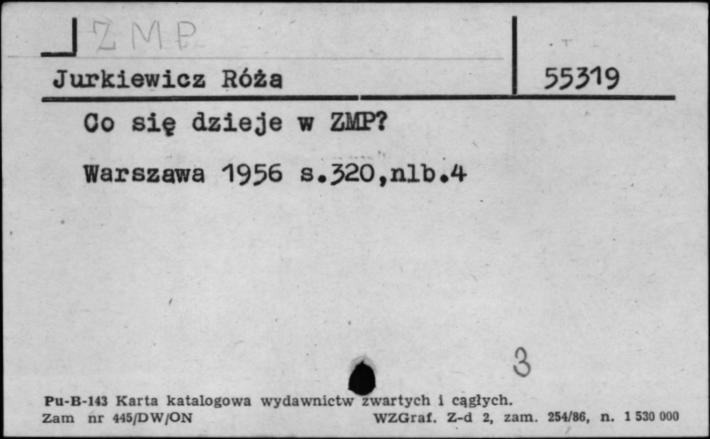 ZMP
Jurkiewicz Róża 55319
Co się dzieje w ZMP?
Warszawa 1956 s.320,nlb.4
3
Pu-B-143 Karta katalogowa wydawnictw zwartych i cągłych.
Zam nr 445/DW/ON WZGraf. Z-d 2, zam. 254/86, n. 1 530 000